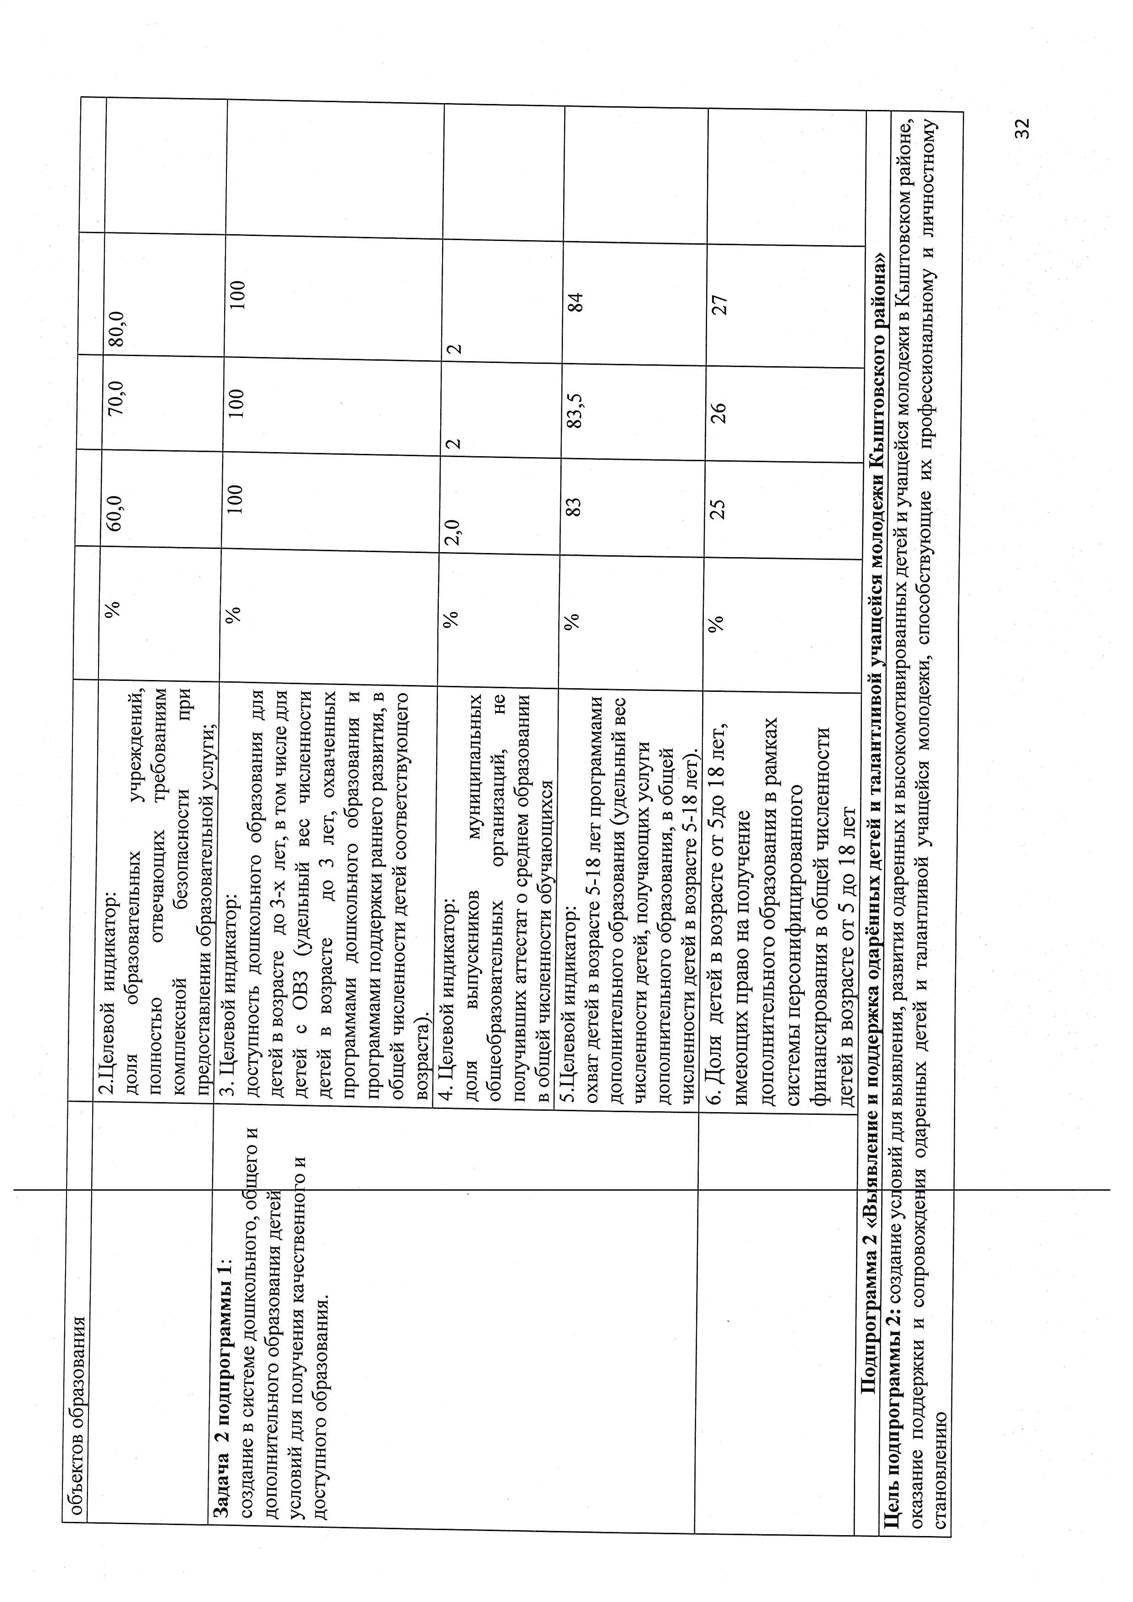 объектов образования
2.Целевой индикатор:
доля образовательных учреждений,
полностью отвечающих требованиям
комплексной безопасности при
предоставлении образовательной услуги;
%
60,0
70,0
80,0
Задача 2 подпрограммы 1:
создание в системе дошкольного, общего и
дополнительного образования детей
условий для получения качественного и
доступного образования.
3. Целевой индикатор:
доступность дошкольного образования для
детей в возрасте до 3-х лет, в том числе для
детей с ОВЗ (удельный вес численности
детей в возрасте до 3 лет, охваченных
программами дошкольного образования и
программами поддержки раннего развития, в
общей численности детей соответствующего
возраста).
%
100
100
100
4. Целевой индикатор:
доля выпускников муниципальных
общеобразовательных организаций, не
получивших аттестат о среднем образовании
в общей численности обучающихся
%
2,0
2
2
5.Целевой индикатор:
охват детей в возрасте 5-18 лет программами
дополнительного образования (удельный вес
численности детей, получающих услуги
дополнительного образования, в общей
численности детей в возрасте 5-18 лет).
%
83
83,5
84
6. Доля детей в возрасте от 5до 18 лет,
имеющих право на получение
дополнительного образования в рамках
системы персонифицированного
финансирования в общей численности
детей в возрасте от 5 до 18 лет
%
25
26
27
Подпрограмма 2 «Выявление и поддержка одарённых детей и талантливой учащейся молодежи Кыштовского района»
Цель подпрограммы 2: создание условий для выявления, развития одаренных и высокомотивированных детей и учащейся молодежи в Кыштовском районе,
оказание поддержки и сопровождения одаренных детей и талантливой учащейся молодежи, способствующие их профессиональному и личностному
становлению
32